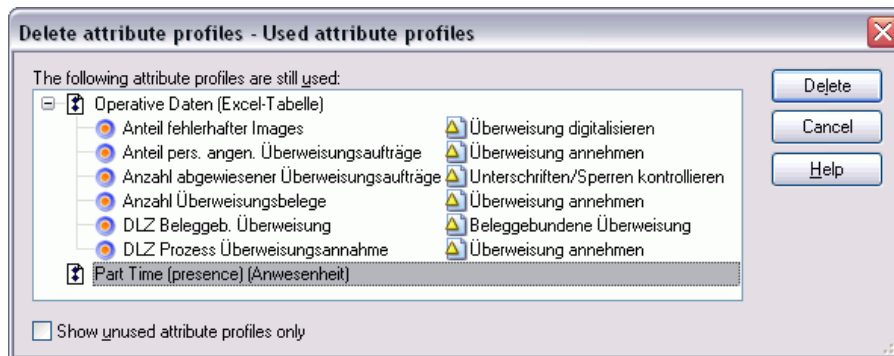 Delete attribute profiles - Used attribute profiles
The following attribute profiles are still used:
Operative Daten (Excel-Tabelle)
Anteil fehlerhafter Images Überweisung digitalisieren
Anteil pers. angen. Überweisungsaufträge Überweisung annehmen
Anzahl abgewiesener Überweisungsaufträge Unterschriften/Sperren kontrollieren
Anzahl Überweisungsbelege Überweisung annehmen
DLZ Beleggeb. Überweisung Beleggebundene Überweisung
DLZ Prozess Überweisungsannahme Überweisung annehmen
Part Time (presence) (Anwesenheit)
Show unused attribute profiles only
Delete
Cancel
Help